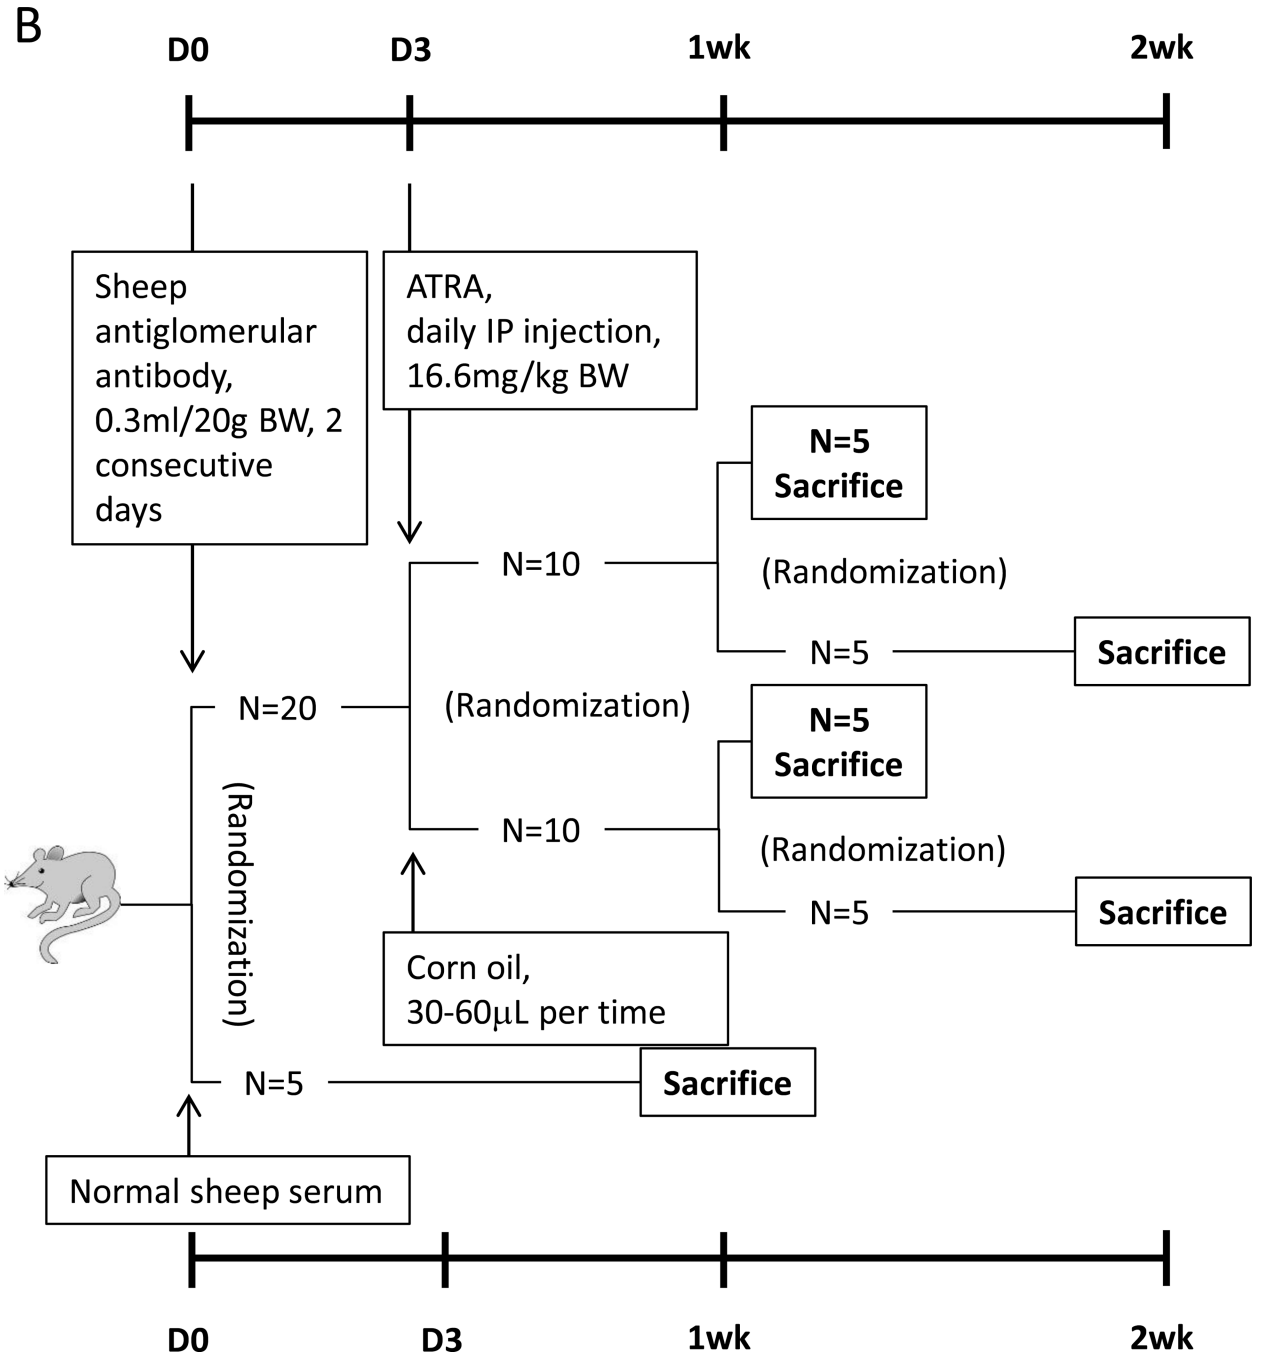 B
D0
D3
1wk
2wk
Sheep
antiglomerular
antibody,
0.3ml/20g BW, 2
consecutive
days
ATRA,
daily IP injection,
16.6mg/kg BW
N=5
Sacrifice
N=10
(Randomization)
N=5
Sacrifice
N=20
(Randomization)
N=5
Sacrifice
(Randomization)
N=10
(Randomization)
N=5
Sacrifice
Corn oil,
30-60μL per time
N=5
Sacrifice
Normal sheep serum
D0
D3
1wk
2wk